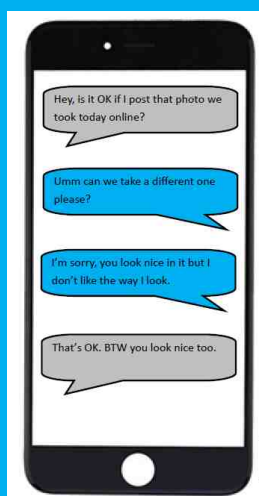 Hey, is it OK if I post that photo we
took today online?
Umm can we take a different one
please?
I'm sorry, you look nice in it but I
don't like the way I look.
That's OK. BTW you look nice too.